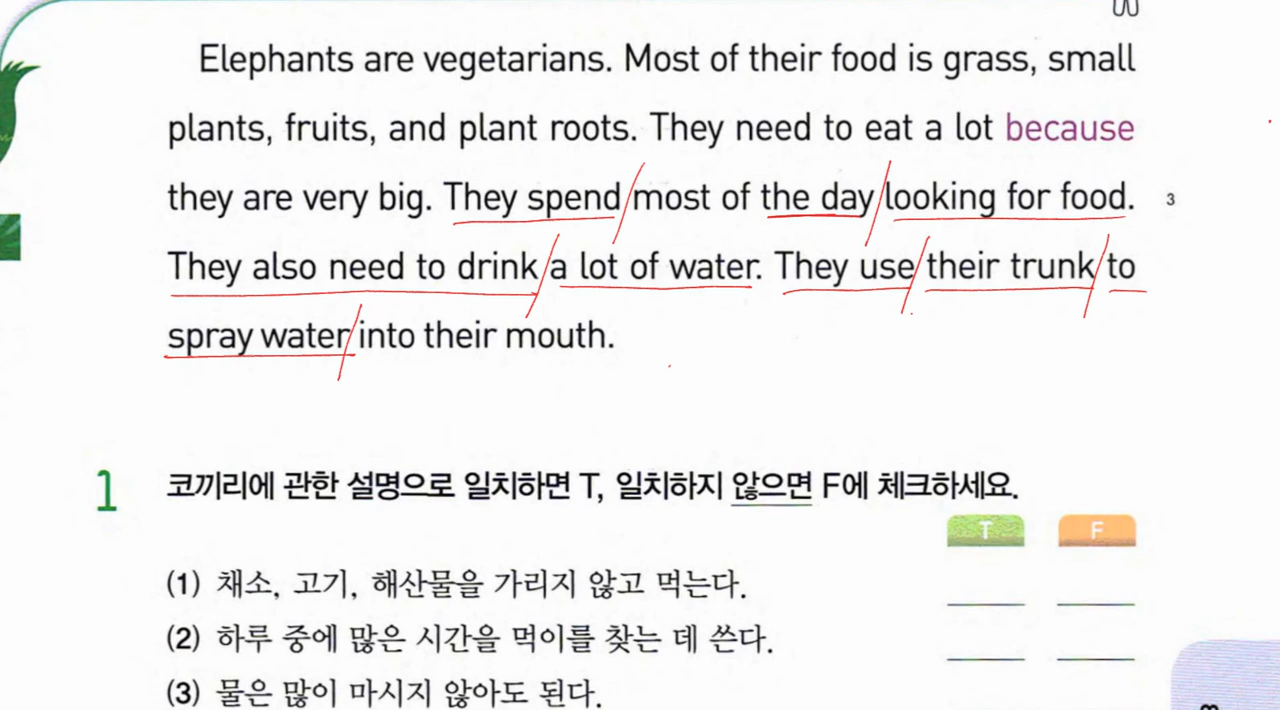 Elephants are vegetarians. Most of their food is grass, small
plants, fruits, and plant roots. They need to eat a lot because
they are very big. They spend most of the day looking for food. 3
They also need to drink a lot of water. They use their trunk to
spray water into their mouth.
1 코끼리에 관한 설명으로 일치하면 T, 일치하지 않으면 F에 체크하세요.
T F
(1) 채소, 고기, 해산물을 가리지 않고 먹는다.
(2) 하루 중에 많은 시간을 먹이를 찾는 데 쓴다.
(3) 물은 많이 마시지 않아도 된다.